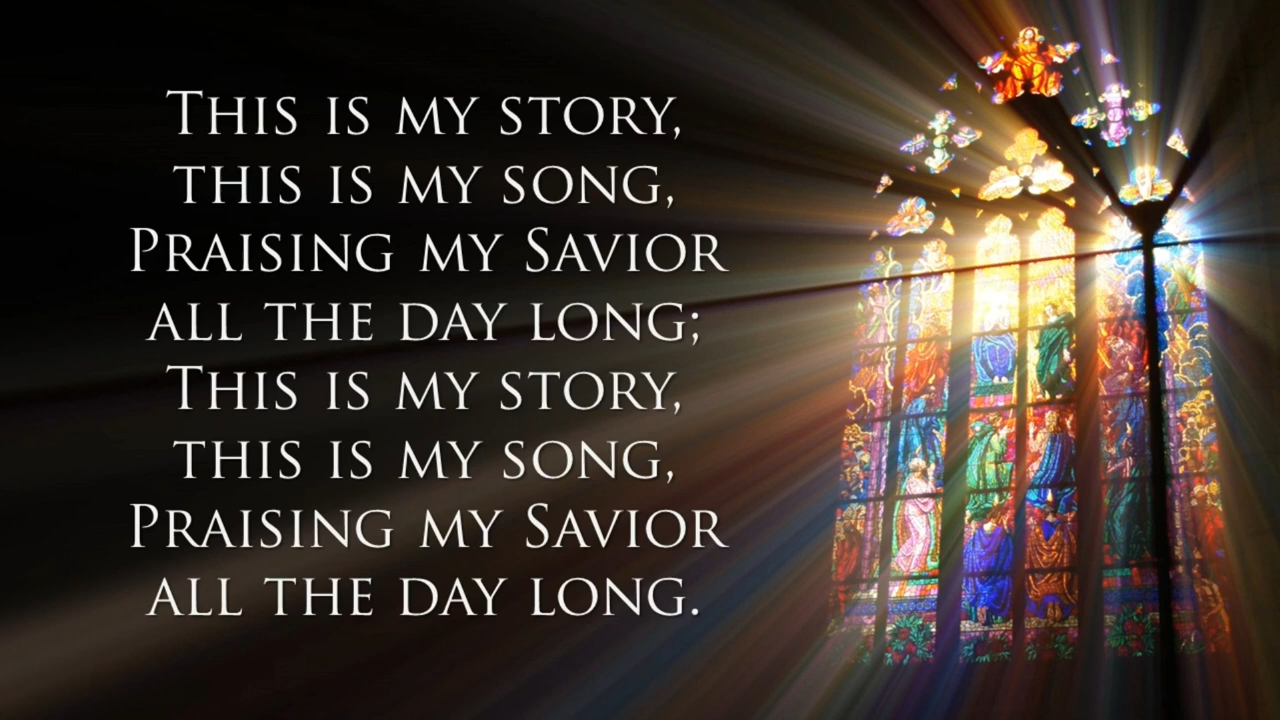 This is my story,
this is my song,
Praising my Savior
all the day long;
This is my story,
this is my song,
Praising my Savior
all the day long.